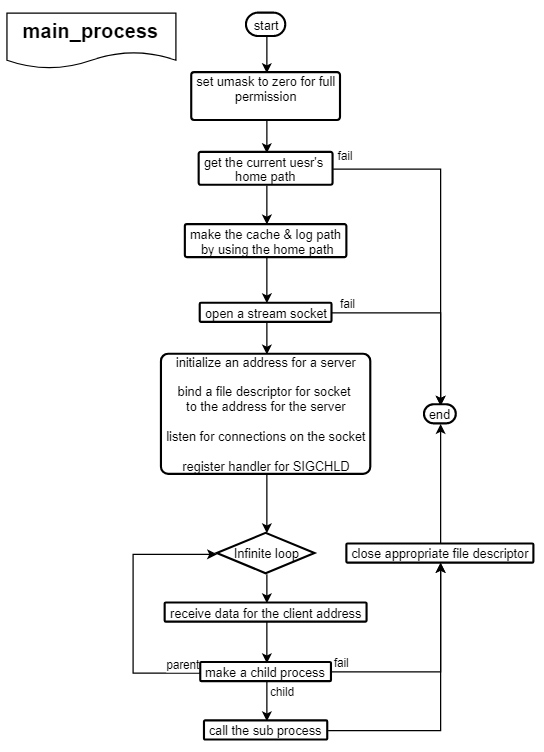 main_process
start
set umask to zero for full
permission
get the current uesr's
home path
fail
make the cache & log path
by using the home path
open a stream socket
fail
initialize an address for a server
bind a file descriptor for socket
to the address for the server
listen for connections on the socket
register handler for SIGCHLD
end
Infinite loop
close appropriate file descriptor
receive data for the client address
parent
make a child process
fail
child
call the sub process